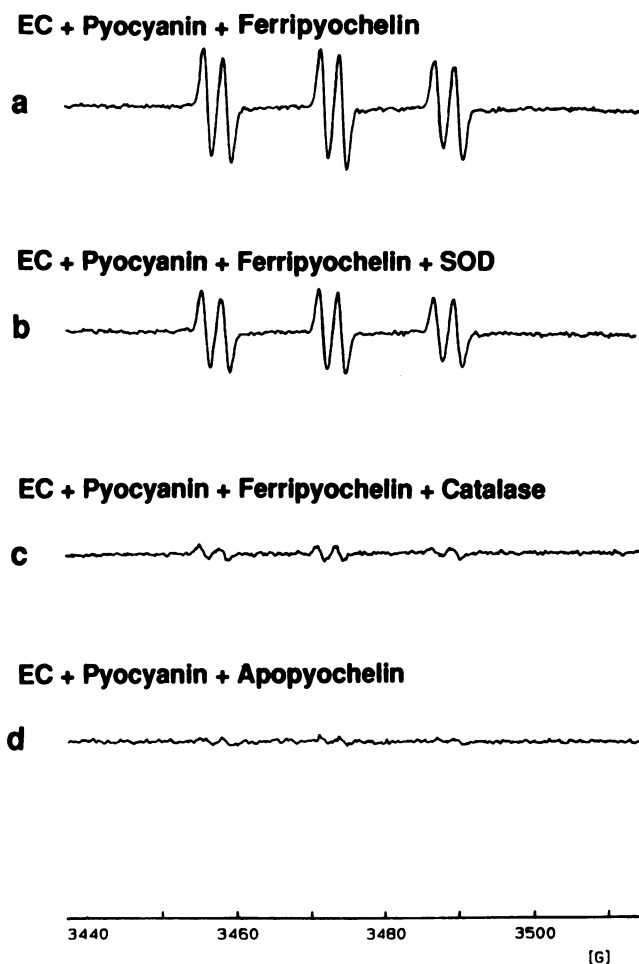 EC + Pyocyanin + Ferripyochelin
a
EC + Pyocyanin + Ferripyochelin + SOD
b
EC + Pyocyanin + Ferripyochelin + Catalase
c
EC + Pyocyanin + Apopyochelin
d
3440 3460 3480 3500
[G]